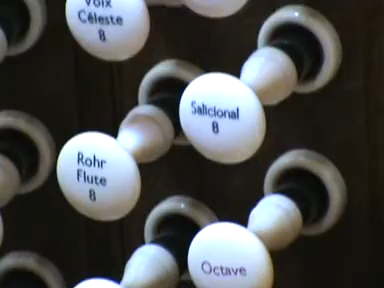 Voix
Céleste
8
Salicional
8
Rohr
Flute
8
Octave